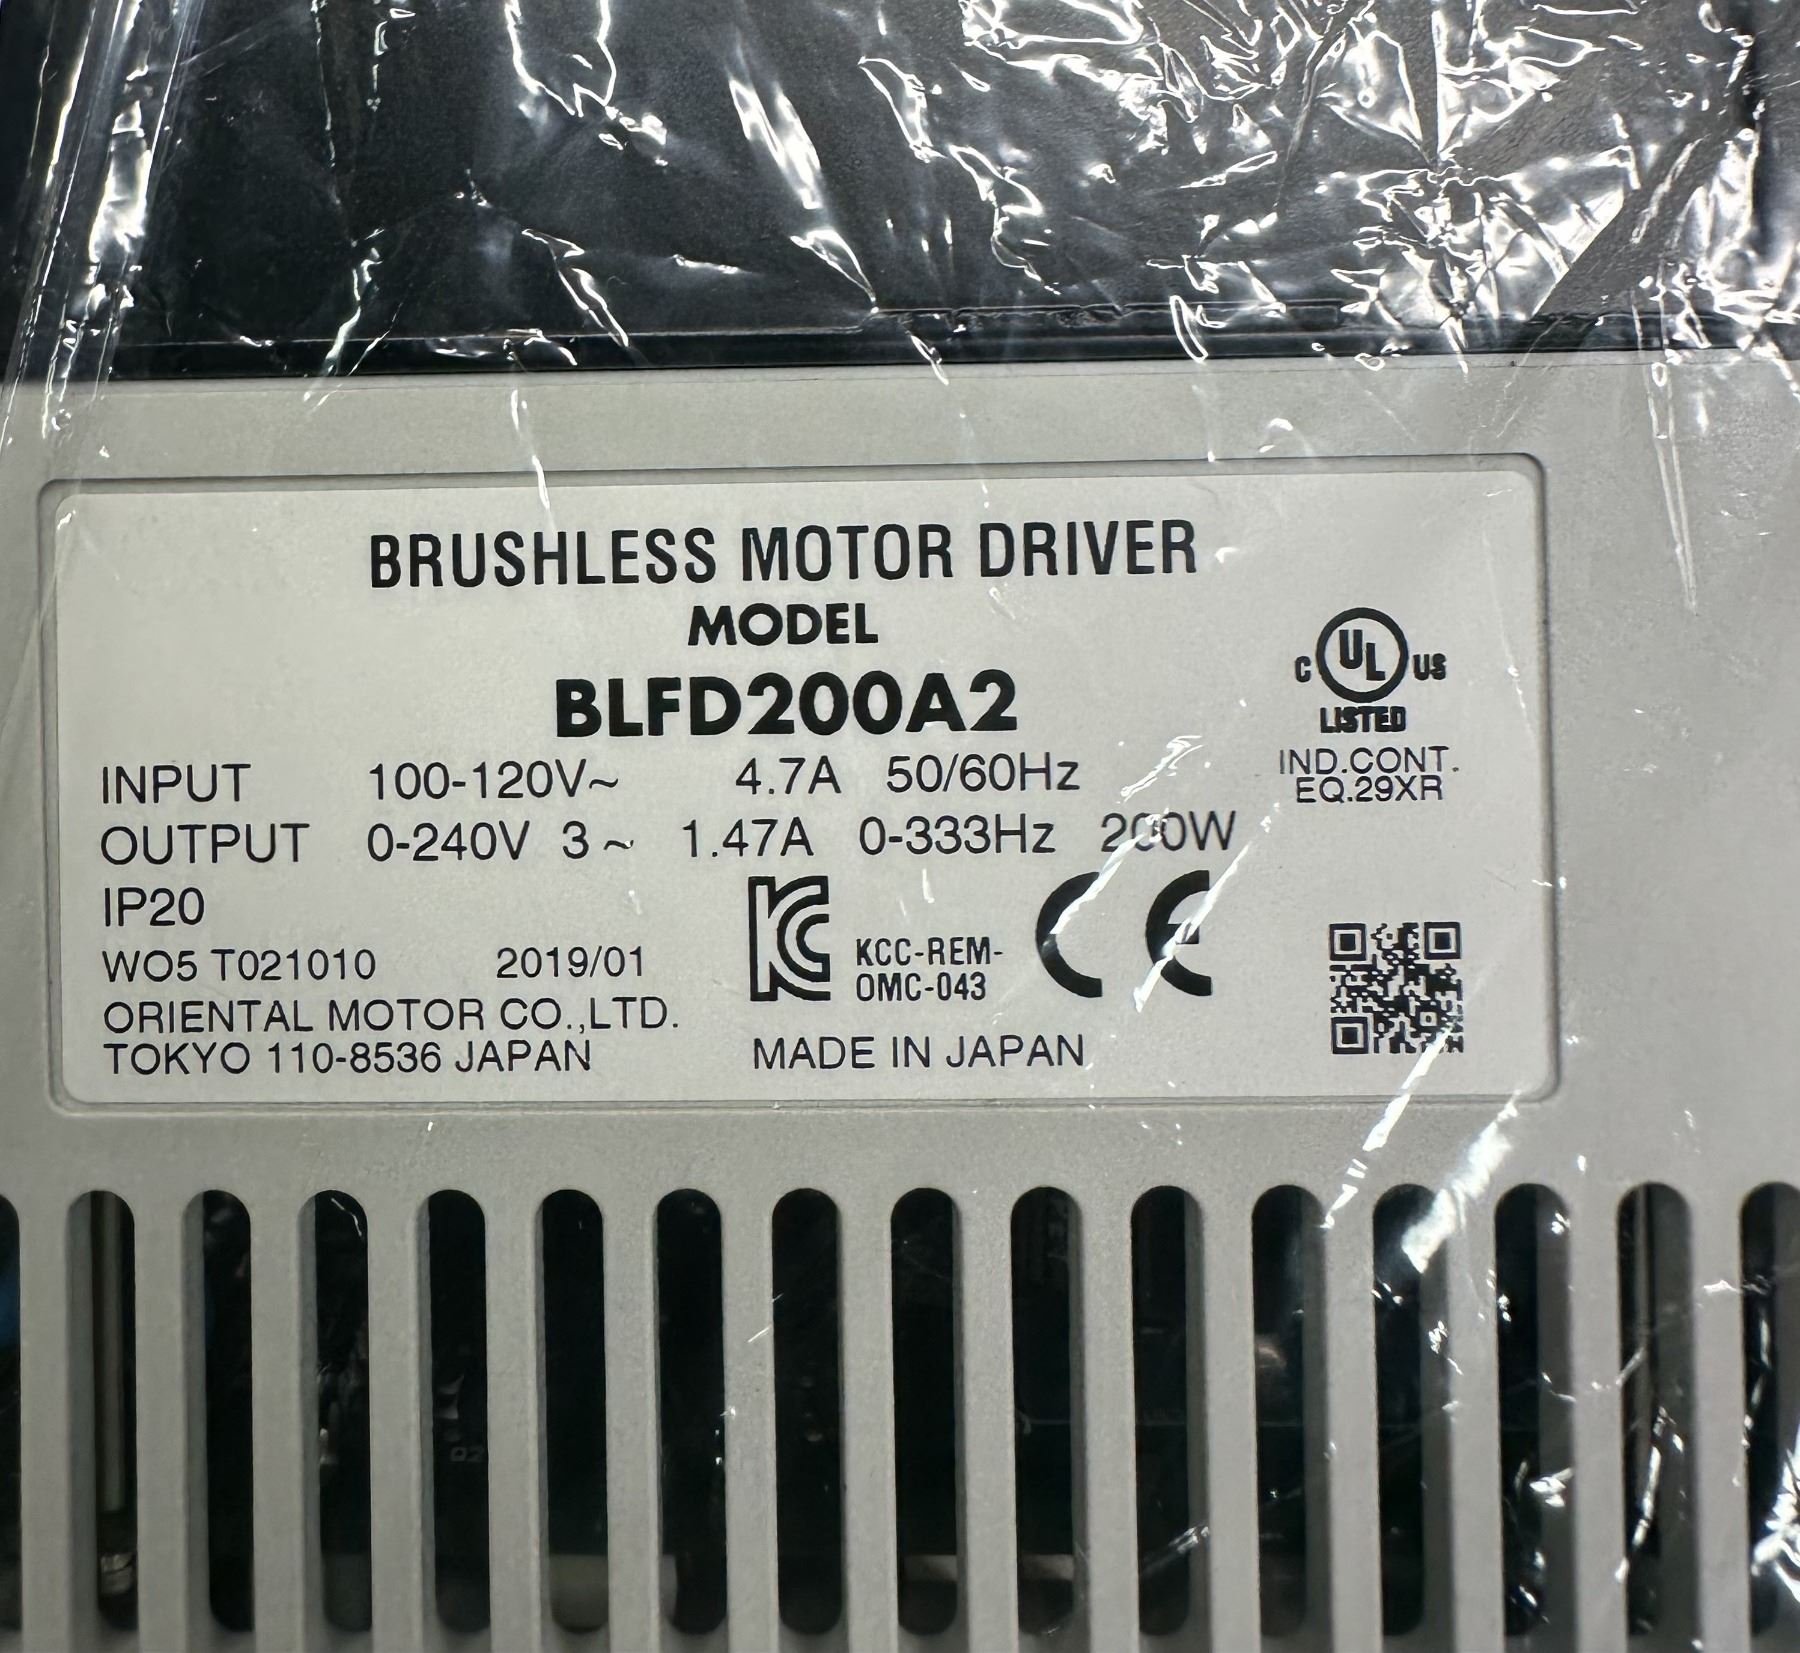 BRUSHLESS MOTOR DRIVER
MODEL
BLFD200A2
C UL US
LISTED
IND.CONT.
EQ.29XR
INPUT 100-120V~ 4.7A 50/60Hz
OUTPUT 0-240V 3~ 1.47A 0-333Hz 200W
IP20
WO5 T021010 2019/01
KCC-REM-
OMC-043
CE
ORIENTAL MOTOR CO.,LTD.
TOKYO 110-8536 JAPAN MADE IN JAPAN